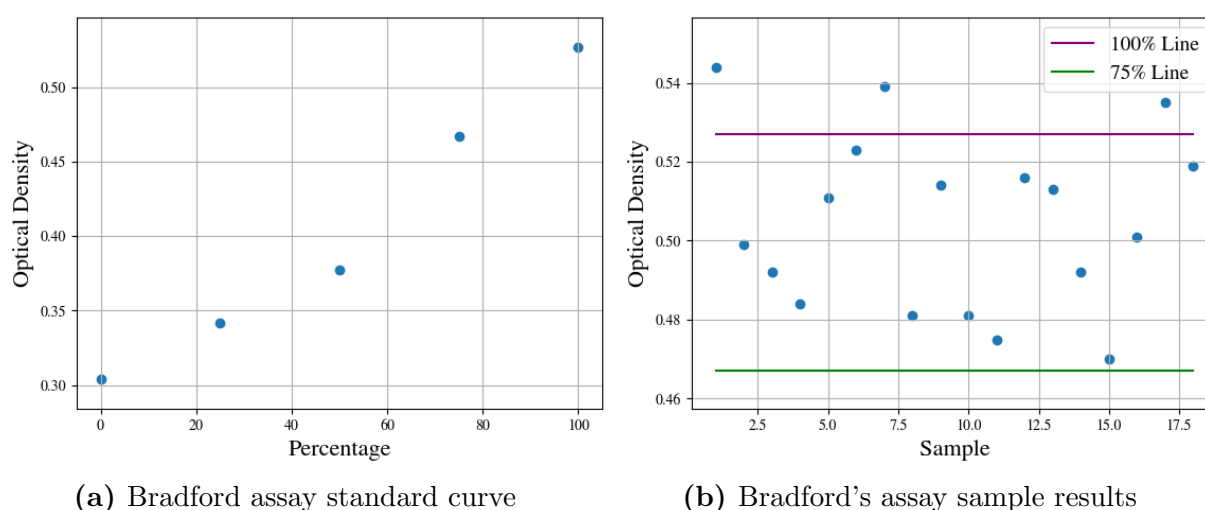 0.50
0.45
0.40
0.35
0.30
Optical Density
0 20 40 60 80 100
Percentage
(a) Bradford assay standard curve
100% Line
75% Line
0.54
0.52
0.50
0.48
0.46
Optical Density
2.5 5.0 7.5 10.0 12.5 15.0 17.5
Sample
(b) Bradford's assay sample results